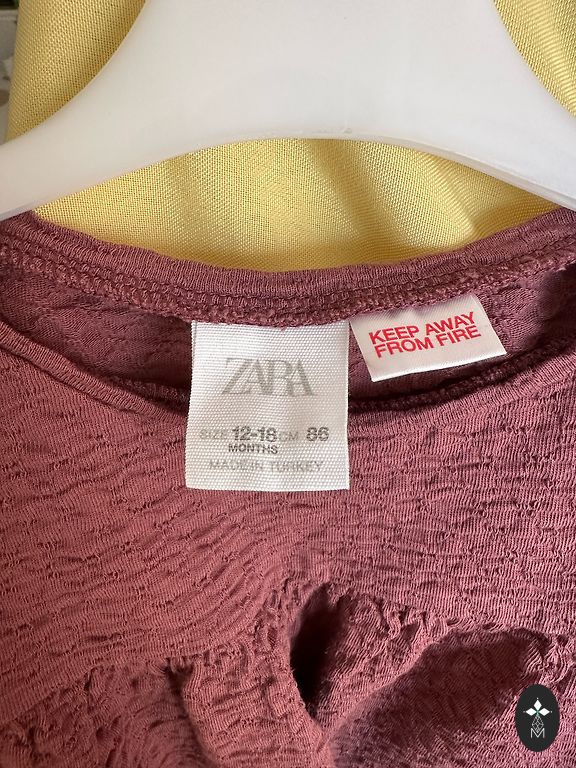 ZARA
SIZE 12-18 CM 86
MONTHS
MADE IN TURKEY
KEEP AWAY
FROM FIRE